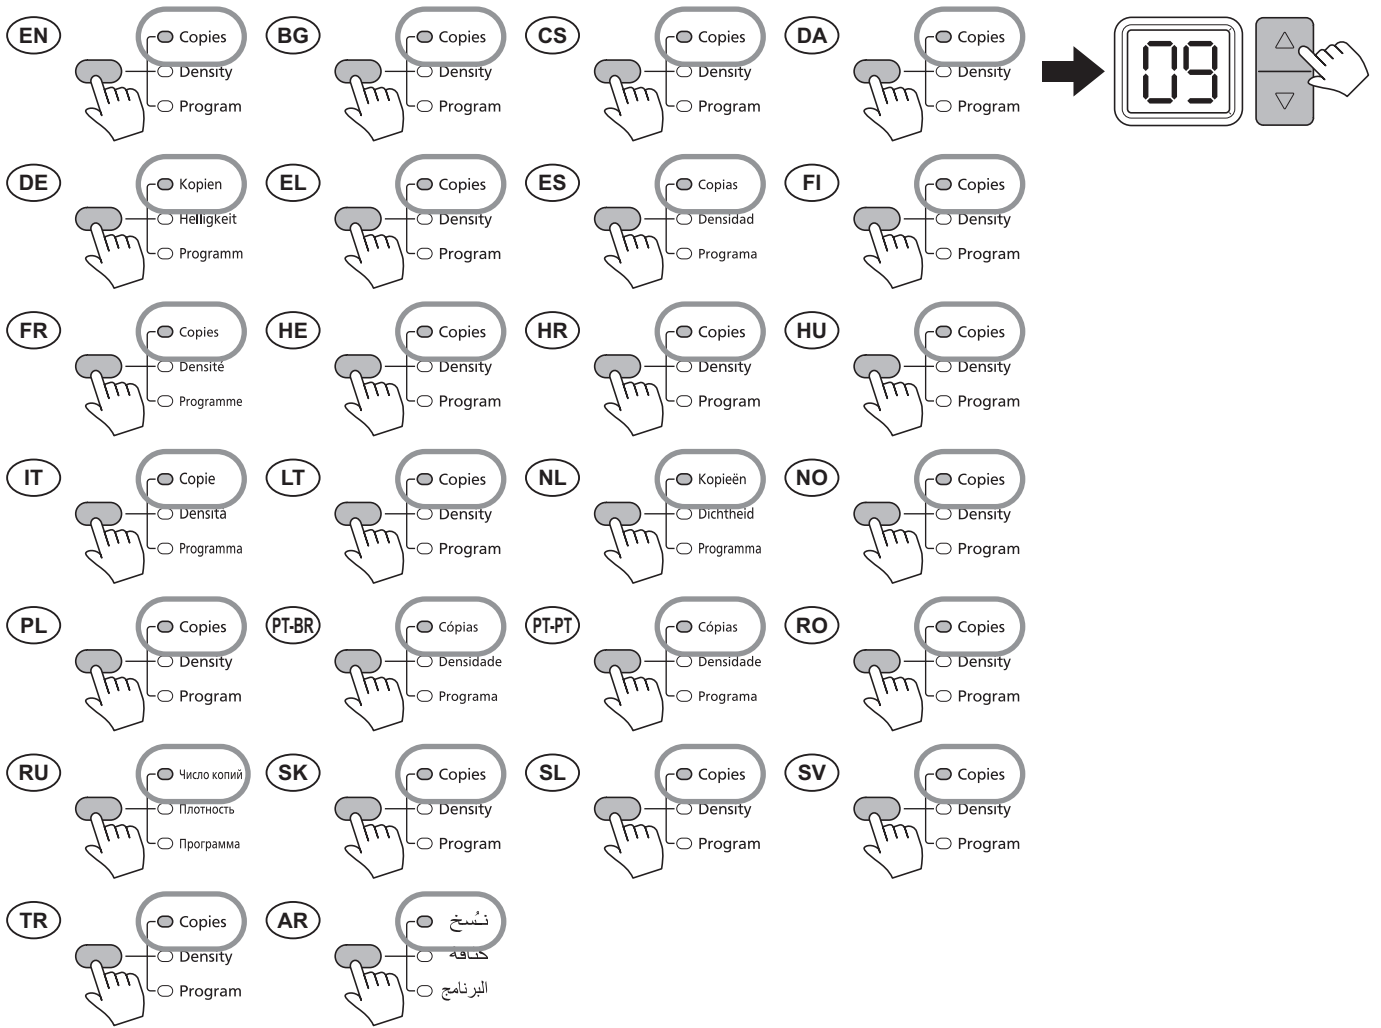 EN
Copies
Density
Program
BG
Copies
Density
Program
CS
Copies
Density
Program
DA
Copies
Density
Program
09
DE
Kopien
Helligkeit
Programm
EL
Copies
Density
Program
ES
Copias
Densidad
Programa
FI
Copies
Density
Program
FR
Copies
Densité
Programme
HE
Copies
Density
Program
HR
Copies
Density
Program
HU
Copies
Density
Program
IT
Copie
Densità
Programma
LT
Copies
Density
Program
NL
Kopieën
Dichtheid
Programma
NO
Copies
Density
Program
PL
Copies
Density
Program
PT-BR
Cópias
Densidade
Programa
PT-PT
Cópias
Densidade
Programa
RO
Copies
Density
Program
RU
Число копий
Плотность
Программа
SK
Copies
Density
Program
SL
Copies
Density
Program
SV
Copies
Density
Program
TR
Copies
Density
Program
AR
نُسخ
كثافة
البرنامج